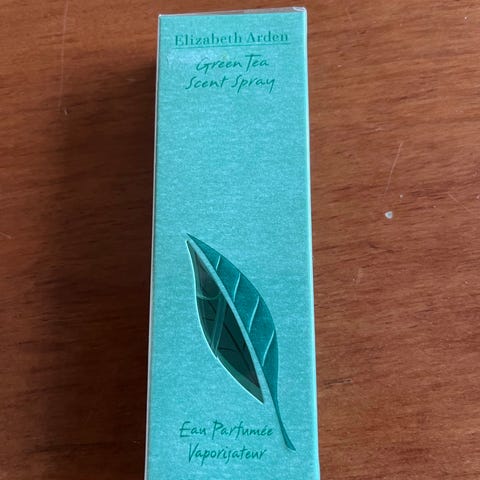 Elizabeth Arden
Green Tea
Scent Spray
Eau Parfumée
Vaporisateur